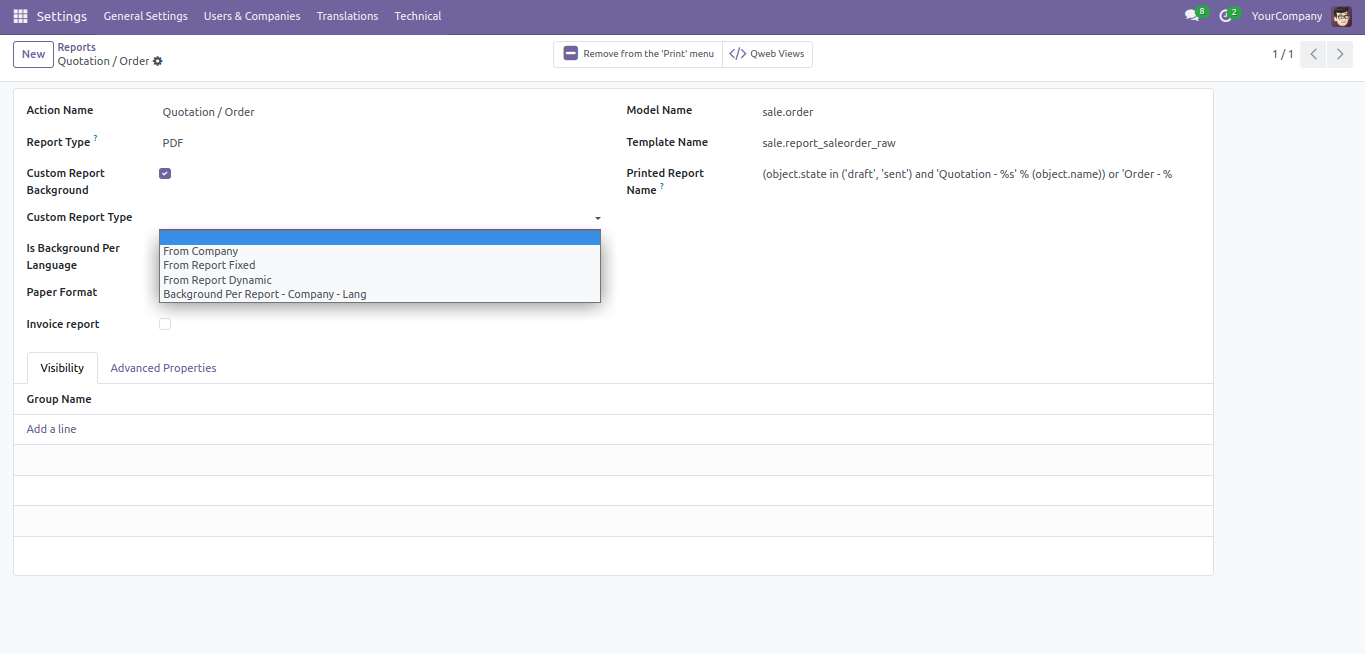 Settings General Settings Users & Companies Translations Technical 8 2 YourCompany
New Reports
Quotation / Order
Remove from the 'Print' menu </> Qweb Views
1 / 1
Action Name Quotation / Order
Model Name sale.order
Report Type ? PDF
Template Name sale.report_saleorder_raw
Custom Report
Background
Printed Report
Name ?
(object.state in ('draft', 'sent') and 'Quotation - %s' % (object.name)) or 'Order - %
Custom Report Type
From Company
From Report Fixed
From Report Dynamic
Background Per Report - Company - Lang
Is Background Per
Language
Paper Format
Invoice report
Visibility Advanced Properties
Group Name
Add a line